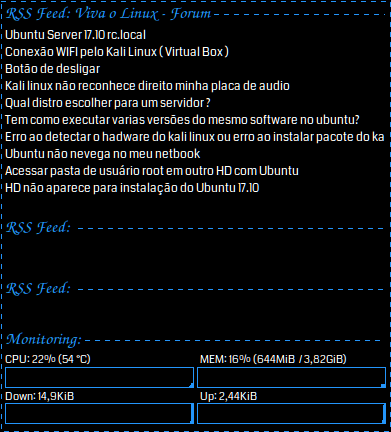 RSS Feed: Viva o Linux - Forum
Ubuntu Server 17.10 rc.local
Conexão WIFI pelo Kali Linux ( Virtual Box )
Botão de desligar
Kali linux não reconhece direito minha placa de audio
Qual distro escolher para um servidor ?
Tem como executar varias versões do mesmo software no ubuntu?
Erro ao detectar o hadware do kali linux ou erro ao instalar pacote do ka
Ubuntu não nevega no meu netbook
Acessar pasta de usuário root em outro HD com Ubuntu
HD não aparece para instalação do Ubuntu 17.10
RSS Feed:
RSS Feed:
Monitoring:
CPU: 22% (54 °C) MEM: 16% (644MiB / 3,82GiB)
Down: 14,9KiB Up: 2,44KiB